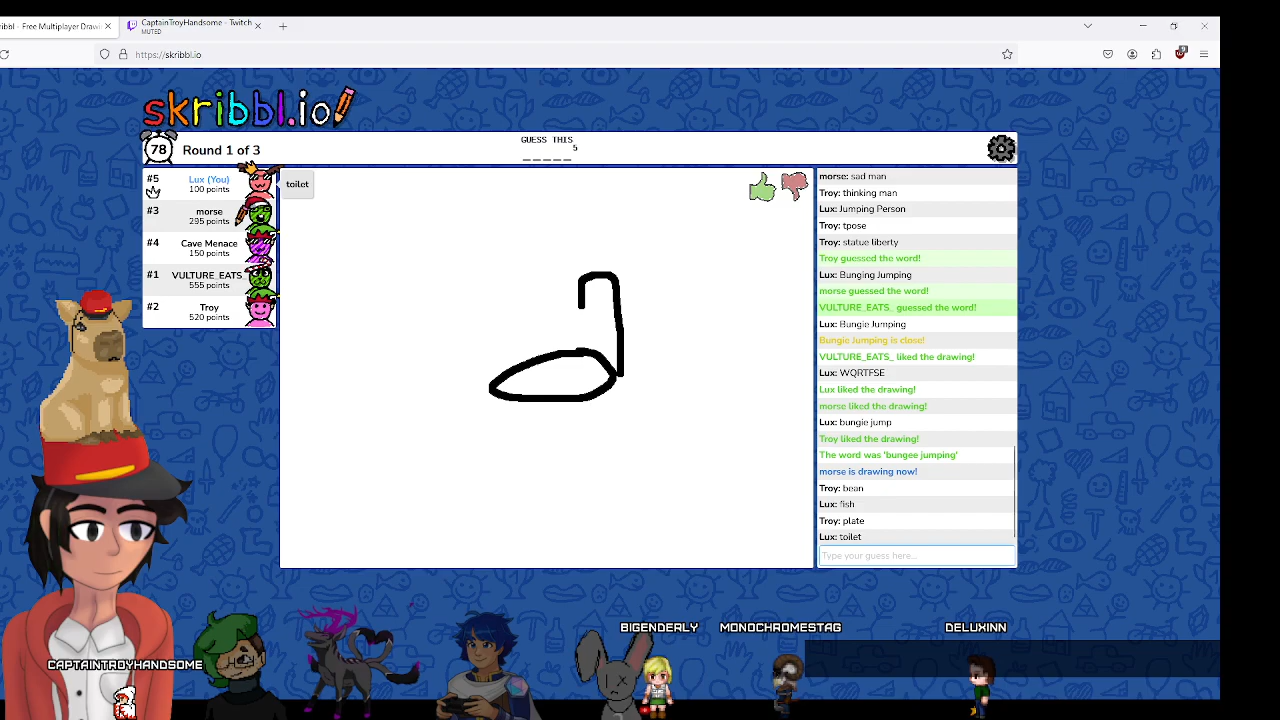 ribbl - Free Multiplayer Draw
CaptainTroyHandsome - Twitch
MUTED
https://skribbl.io
skribbl.io
78
Round 1 of 3
GUESS THIS
_ _ _ _ _ 5
#5
Lux (You)
100 points
toilet
#3
morse
295 points
#4
Cave Menace
150 points
#1
VULTURE_EATS_
555 points
#2
Troy
520 points
morse: sad man
Troy: thinking man
Lux: Jumping Person
Troy: tpose
Troy: statue liberty
Troy guessed the word!
Lux: Bunging Jumping
morse guessed the word!
VULTURE_EATS_ guessed the word!
Lux: Bungie Jumping
Bungie Jumping is close!
VULTURE_EATS_ liked the drawing!
Lux: WQRTFSE
Lux liked the drawing!
morse liked the drawing!
Lux: bungie jump
Troy liked the drawing!
The word was 'bungee jumping'
morse is drawing now!
Troy: bean
Lux: fish
Troy: plate
Lux: toilet
Type your guess here...
BIGENDERLY
MONOCHROMESTAG
DELUXINN
CAPTAINTROYHANDSOME